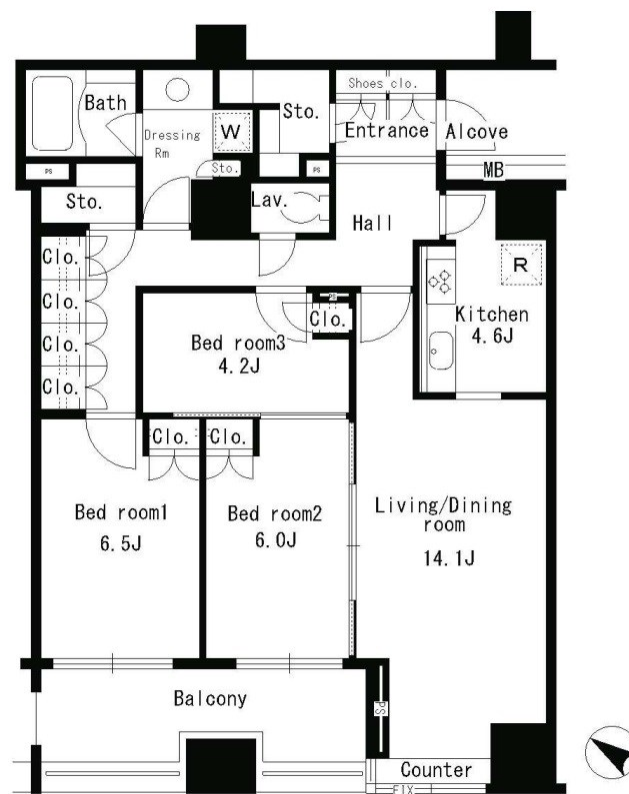 Shoes clo.
Bath
Sto.
Entrance
Alcove
Dressing
Rm
W
MB
PS
Sto.
PS
Sto.
Lav.
Hall
Clo.
R
Clo.
PS
Kitchen
4.6J
Clo.
Bed room3
4.2J
Clo.
Clo.
Clo.
Clo.
Bed room1
6.5J
Bed room2
6.0J
Living/Dining
room
14.1J
Balcony
PS
Counter
FIX